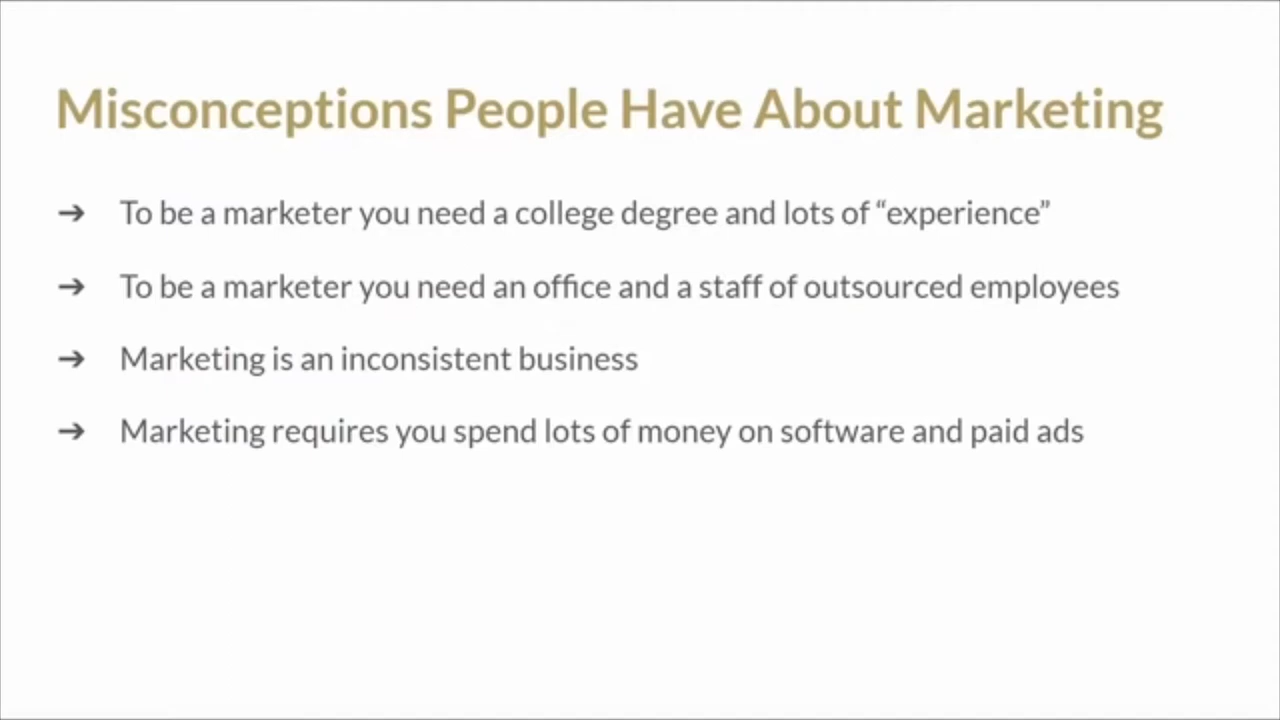 Misconceptions People Have About Marketing
➔ To be a marketer you need a college degree and lots of “experience”
➔ To be a marketer you need an office and a staff of outsourced employees
➔ Marketing is an inconsistent business
➔ Marketing requires you spend lots of money on software and paid ads